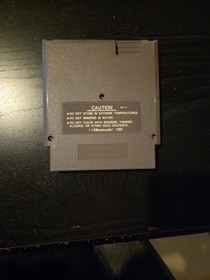 CAUTION
●DO NOT STORE IN EXTREME TEMPERATURES.
●DO NOT IMMERSE IN WATER.
●DO NOT CLEAN WITH BENZENE, THINNER,
ALCOHOL OR OTHER SUCH SOLVENTS.
Nintendo 1985